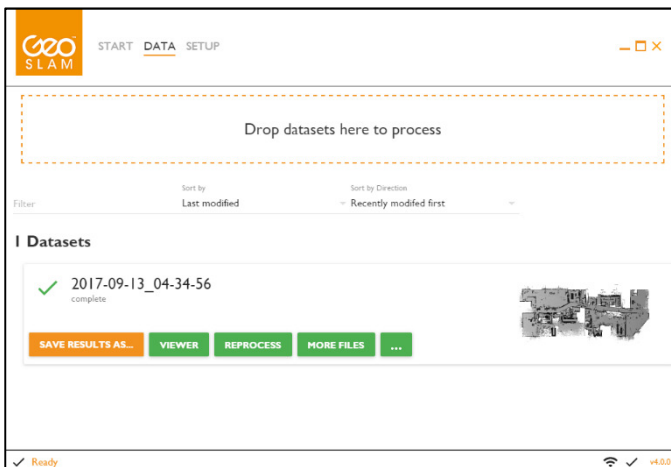 GEO
SLAM
START DATA SETUP
Drop datasets here to process
Filter
Sort by
Last modified
Sort by Direction
Recently modifed first
1 Datasets
2017-09-13_04-34-56
complete
SAVE RESULTS AS... VIEWER REPROCESS MORE FILES ...
Ready
v4.0.0